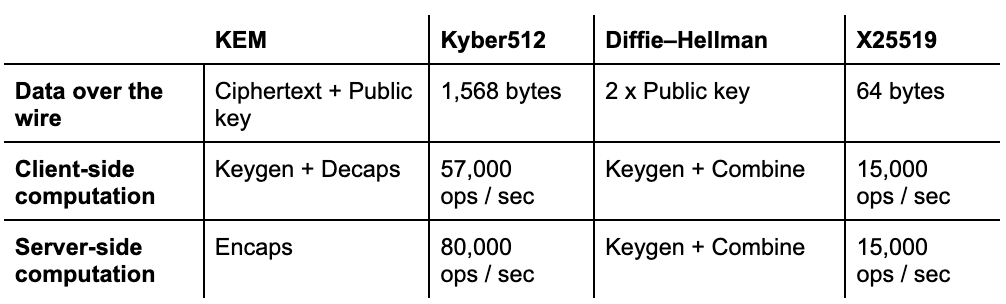 KEM Kyber512 Diffie–Hellman X25519
Data over the Ciphertext + Public 1,568 bytes 2 x Public key 64 bytes
wire key
Client-side Keygen + Decaps 57,000 Keygen + Combine 15,000
computation ops / sec ops / sec
Server-side Encaps 80,000 Keygen + Combine 15,000
computation ops / sec ops / sec